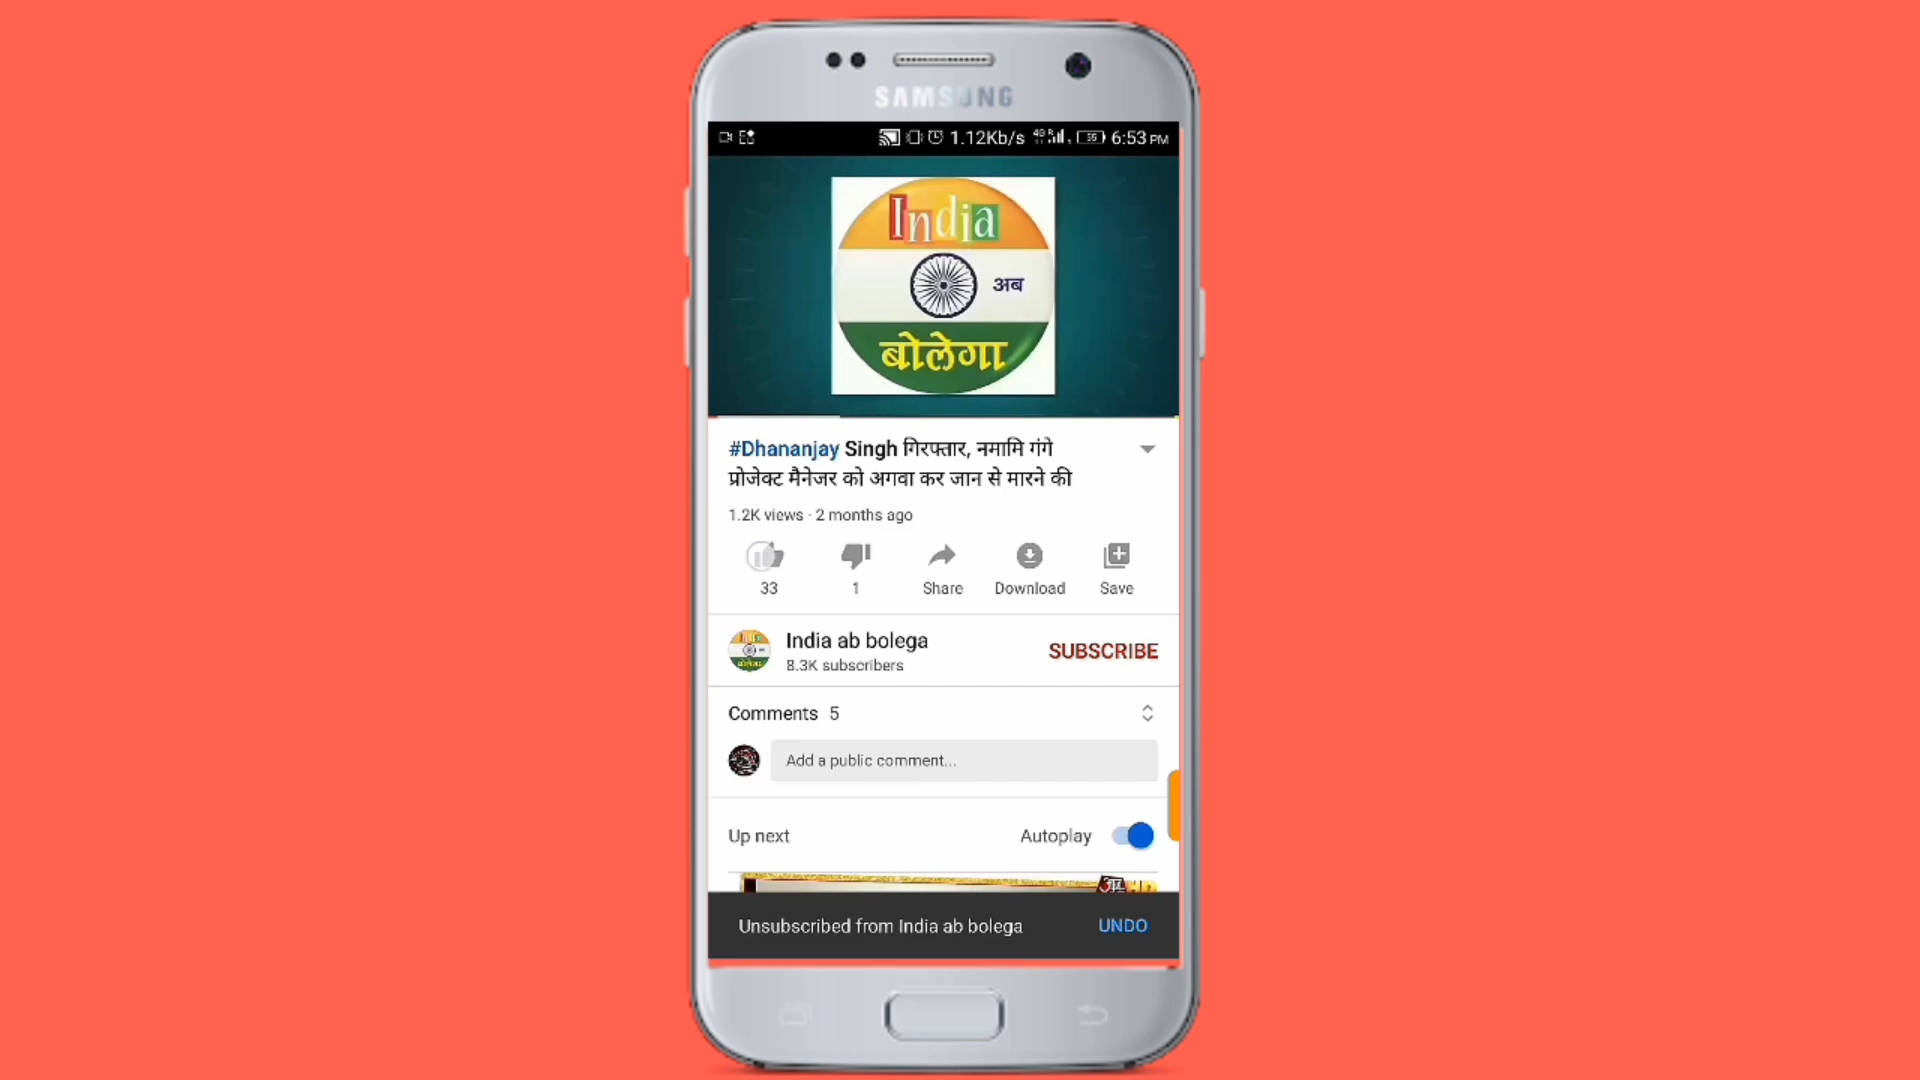 SAMSUNG
1.12Kb/s 55 6:53 PM
India
अब
बोलेगा
#Dhananjay Singh गिरफ्तार, नमामि गंगे
प्रोजेक्ट मैनेजर को अगवा कर जान से मारने की
1.2K views · 2 months ago
33 1 Share Download Save
India ab bolega
8.3K subscribers
SUBSCRIBE
Comments 5
Add a public comment...
Up next Autoplay
Unsubscribed from India ab bolega UNDO